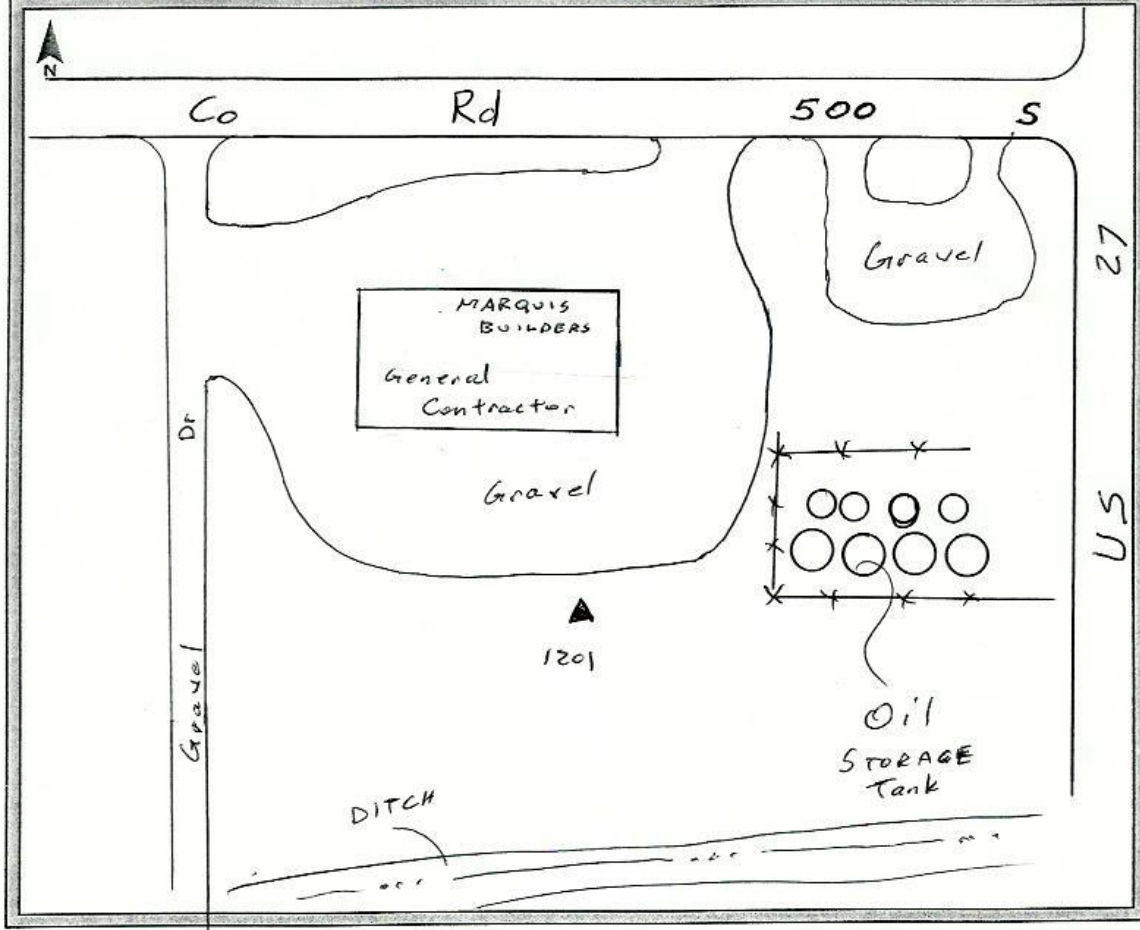 N
Co Rd 500 S
Gravel
27
MARQUIS
BUILDERS
General
Contractor
Gravel Dr
Gravel
US
1201
Oil
STORAGE
Tank
DITCH